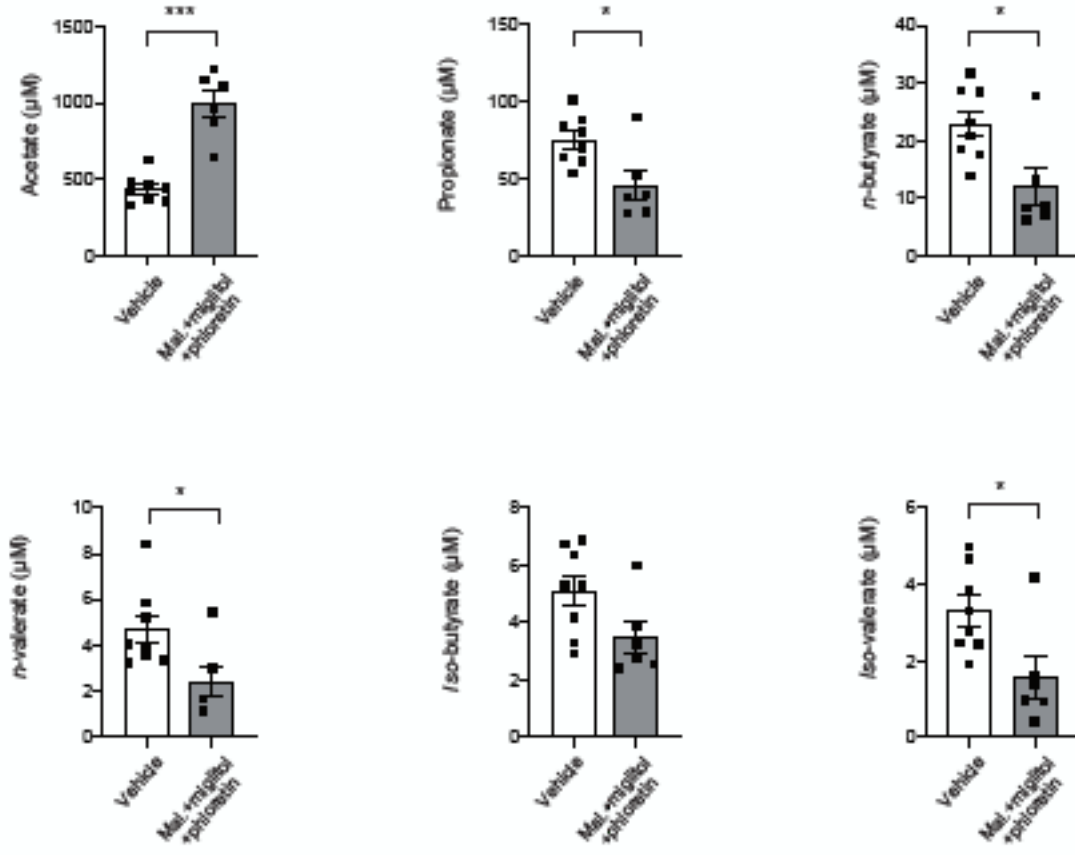 ***
Acetate (µM)
1500
1000
500
0
Vehicle
Mal.+miglitol
+phloretin
*
Propionate (µM)
150
100
50
0
Vehicle
Mal.+miglitol
+phloretin
*
n-butyrate (µM)
40
30
20
10
0
Vehicle
Mal.+miglitol
+phloretin
*
n-valerate (µM)
10
8
6
4
2
0
Vehicle
Mal.+miglitol
+phloretin
Iso-butyrate (µM)
8
6
4
2
0
Vehicle
Mal.+miglitol
+phloretin
*
Iso-valerate (µM)
6
4
2
0
Vehicle
Mal.+miglitol
+phloretin